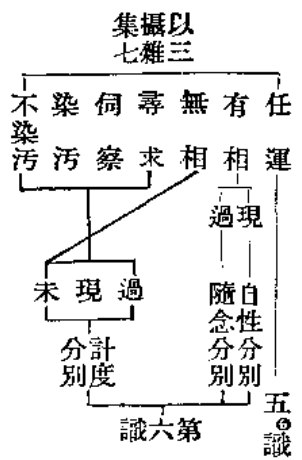 以三
攝雜
集七
任運
有相
無相
尋求
伺察
染汚
不染汚
現
過
過
現
未
自性分別
隨念分別
計度
分別
五識
第六識